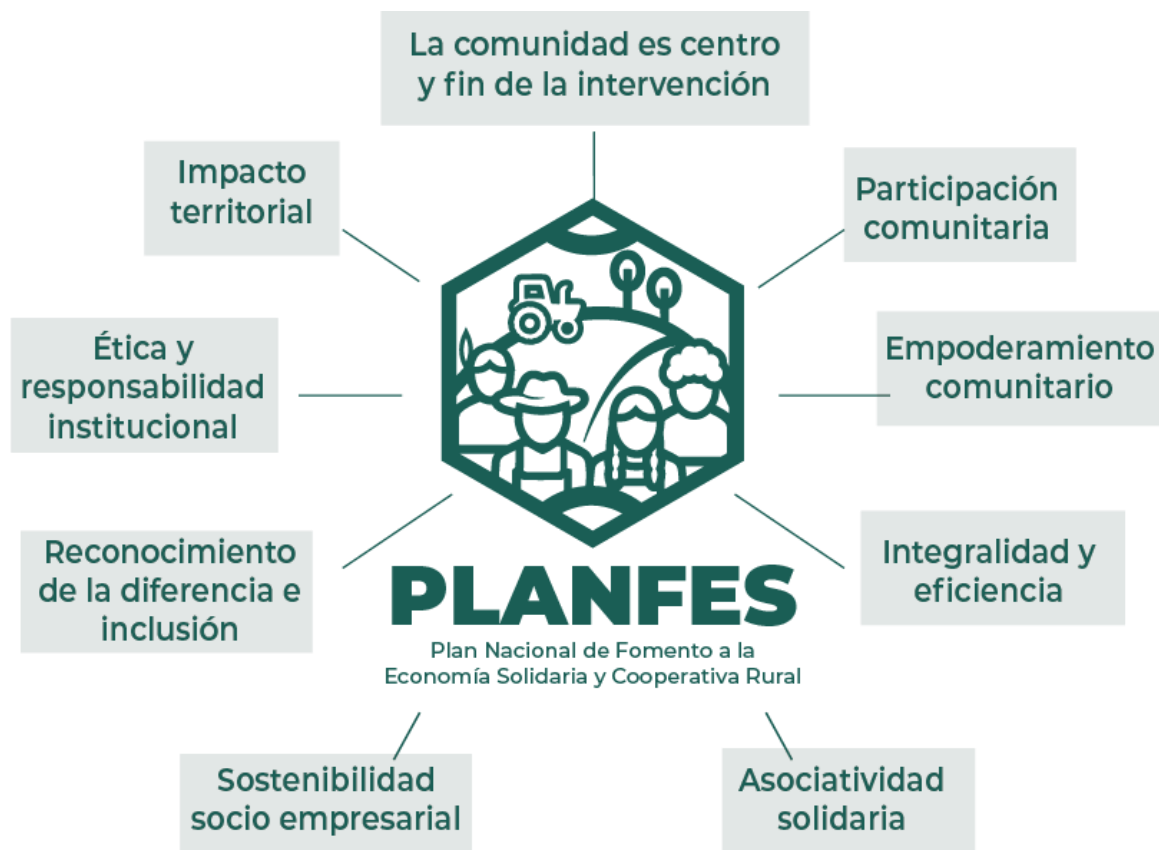 La comunidad es centro
y fin de la intervención
Impacto
territorial
Participación
comunitaria
Ética y
responsabilidad
institucional
Empoderamiento
comunitario
Reconocimiento
de la diferencia e
inclusión
Integralidad y
eficiencia
PLANFES
Plan Nacional de Fomento a la
Economía Solidaria y Cooperativa Rural
Sostenibilidad
socio empresarial
Asociatividad
solidaria